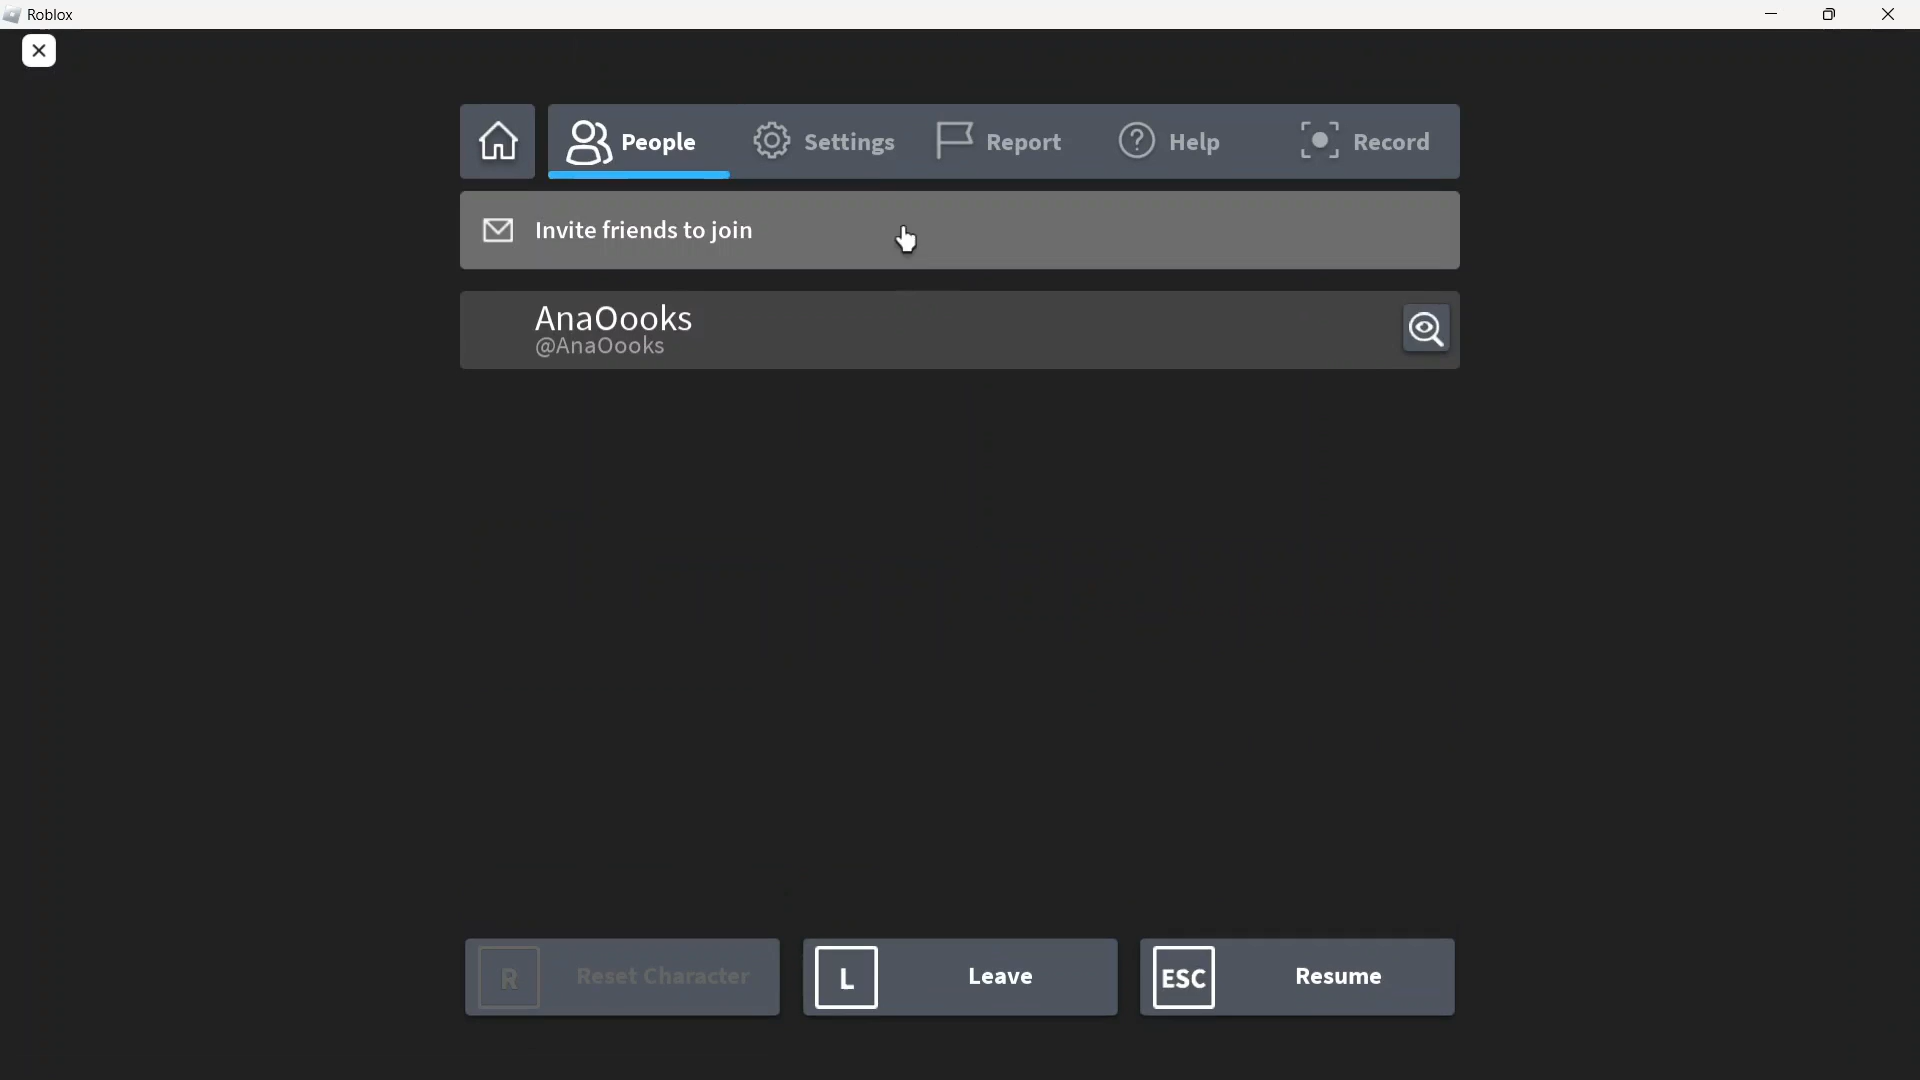 Roblox
People
Settings
Report
Help
Record
Invite friends to join
AnaOooks
@AnaOooks
R Reset Character
L Leave
ESC Resume